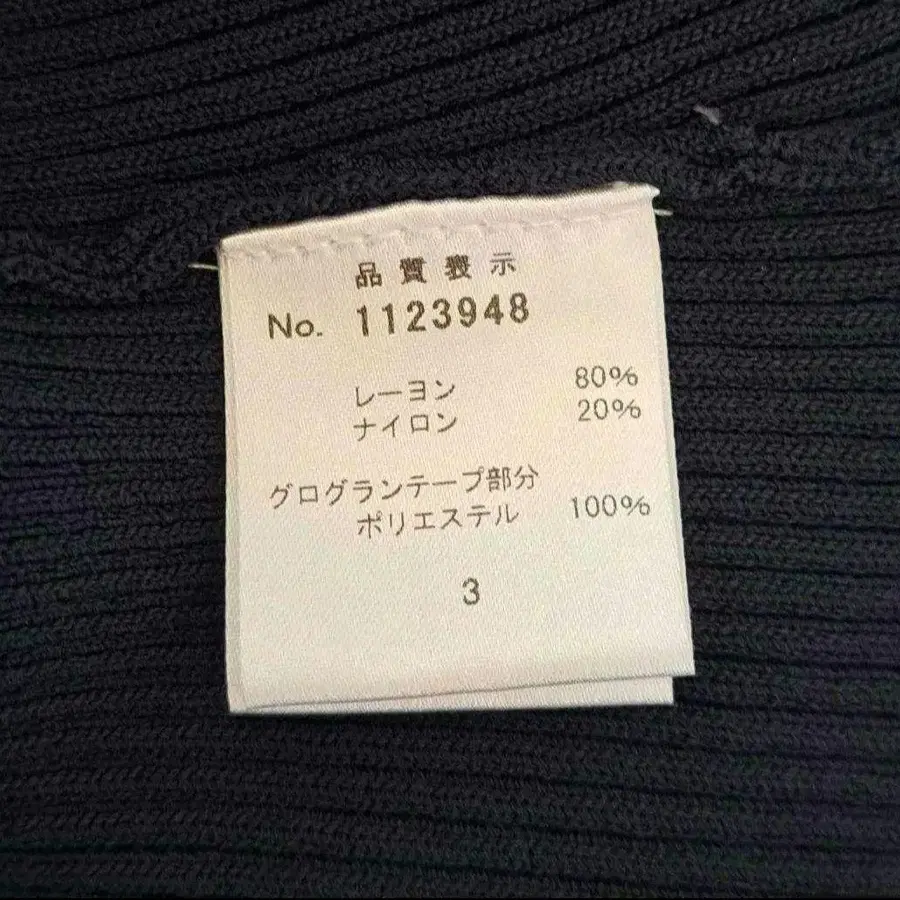 品質表示
No. 1123948
レーヨン 80%
ナイロン 20%
グログランテープ部分
ポリエステル 100%
3